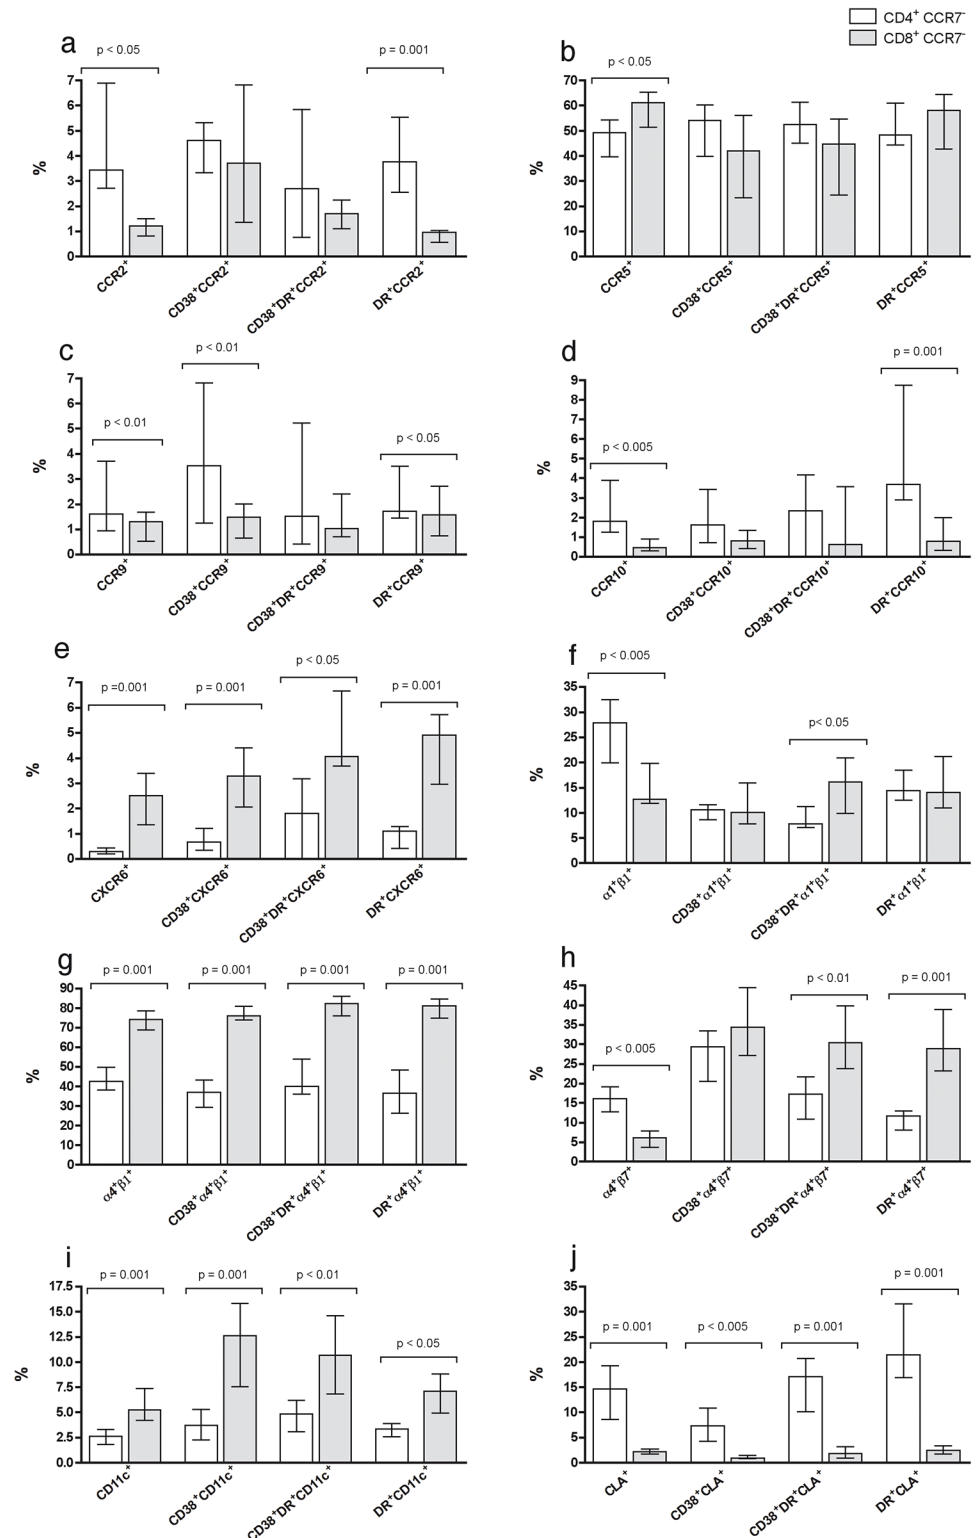 CD4⁺ CCR7⁻
CD8⁺ CCR7⁻
a
p < 0.05
p = 0.001
7
6
5
4
3
2
1
0
%
CCR2⁺
CD38⁺CCR2⁺
CD38⁺DR⁺CCR2⁺
DR⁺CCR2⁺
b
p < 0.05
70
60
50
40
30
20
10
0
%
CCR5⁺
CD38⁺CCR5⁺
CD38⁺DR⁺CCR5⁺
DR⁺CCR5⁺
c
p < 0.01
p < 0.01
p < 0.05
7
6
5
4
3
2
1
0
%
CCR9⁺
CD38⁺CCR9⁺
CD38⁺DR⁺CCR9⁺
DR⁺CCR9⁺
d
p < 0.005
p = 0.001
9
8
7
6
5
4
3
2
1
0
%
CCR10⁺
CD38⁺CCR10⁺
CD38⁺DR⁺CCR10⁺
DR⁺CCR10⁺
e
p =0.001
p = 0.001
p < 0.05
p = 0.001
7
6
5
4
3
2
1
0
%
CXCR6⁺
CD38⁺CXCR6⁺
CD38⁺DR⁺CXCR6⁺
DR⁺CXCR6⁺
f
p < 0.005
p< 0.05
35
30
25
20
15
10
5
0
%
α1⁺β1⁺
CD38⁺α1⁺β1⁺
CD38⁺DR⁺α1⁺β1⁺
DR⁺α1⁺β1⁺
g
p = 0.001
p = 0.001
p = 0.001
p = 0.001
90
80
70
60
50
40
30
20
10
0
%
α4⁺β1⁺
CD38⁺α4⁺β1⁺
CD38⁺DR⁺α4⁺β1⁺
DR⁺α4⁺β1⁺
h
p < 0.005
p < 0.01
p = 0.001
45
40
35
30
25
20
15
10
5
0
%
α4⁺β7⁺
CD38⁺α4⁺β7⁺
CD38⁺DR⁺α4⁺β7⁺
DR⁺α4⁺β7⁺
i
p = 0.001
p = 0.001
p < 0.01
p < 0.05
17.5
15.0
12.5
10.0
7.5
5.0
2.5
0.0
%
CD11c⁺
CD38⁺CD11c⁺
CD38⁺DR⁺CD11c⁺
DR⁺CD11c⁺
j
p = 0.001
p < 0.005
p = 0.001
p = 0.001
35
30
25
20
15
10
5
0
%
CLA⁺
CD38⁺CLA⁺
CD38⁺DR⁺CLA⁺
DR⁺CLA⁺